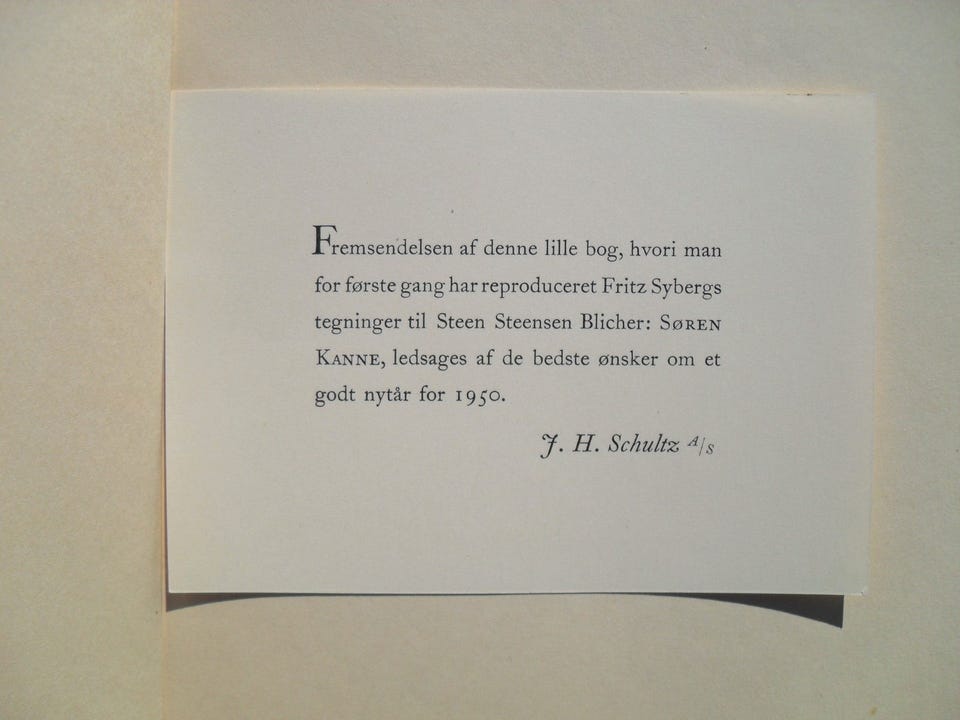 Fremsendelsen af denne lille bog, hvori man
for første gang har reproduceret Fritz Sybergs
tegninger til Steen Steensen Blicher: SØREN
KANNE, ledsages af de bedste ønsker om et
godt nytår for 1950.
J. H. Schultz A/S